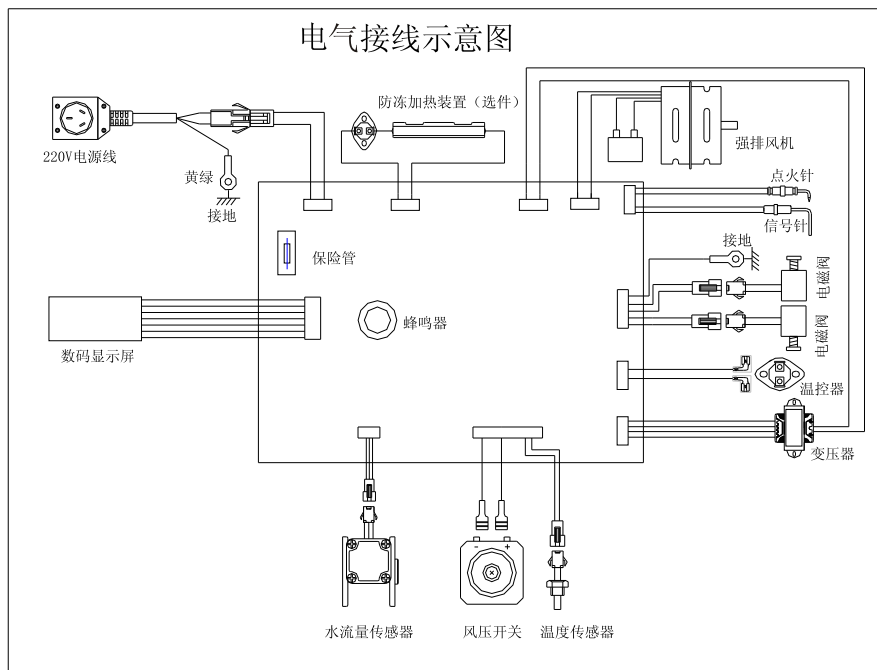 电气接线示意图
防冻加热装置（选件）
220V电源线
黄绿
接地
强排风机
点火针
信号针
接地
保险管
电磁阀
蜂鸣器
电磁阀
数码显示屏
温控器
变压器
- +
水流量传感器
风压开关
温度传感器